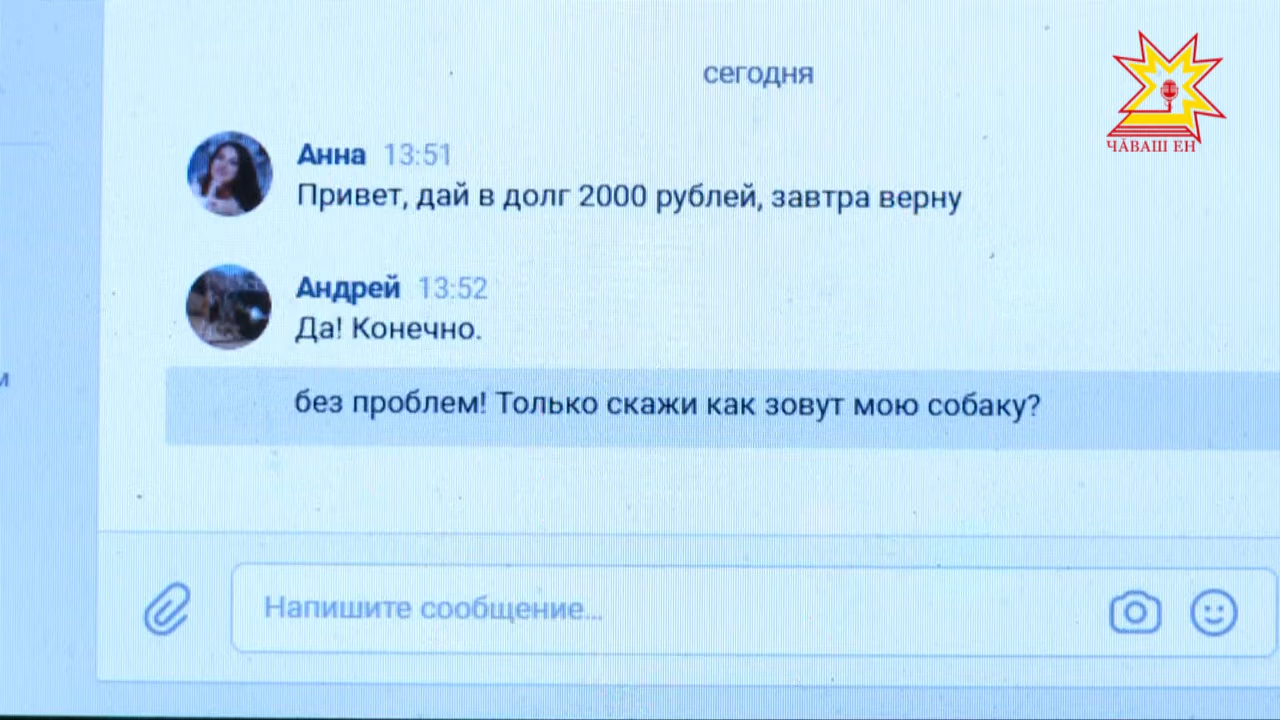 сегодня
ЧӐВАШ ЕН
Анна 13:51
Привет, дай в долг 2000 рублей, завтра верну
Андрей 13:52
Да! Конечно.
без проблем! Только скажи как зовут мою собаку?
Напишите сообщение...